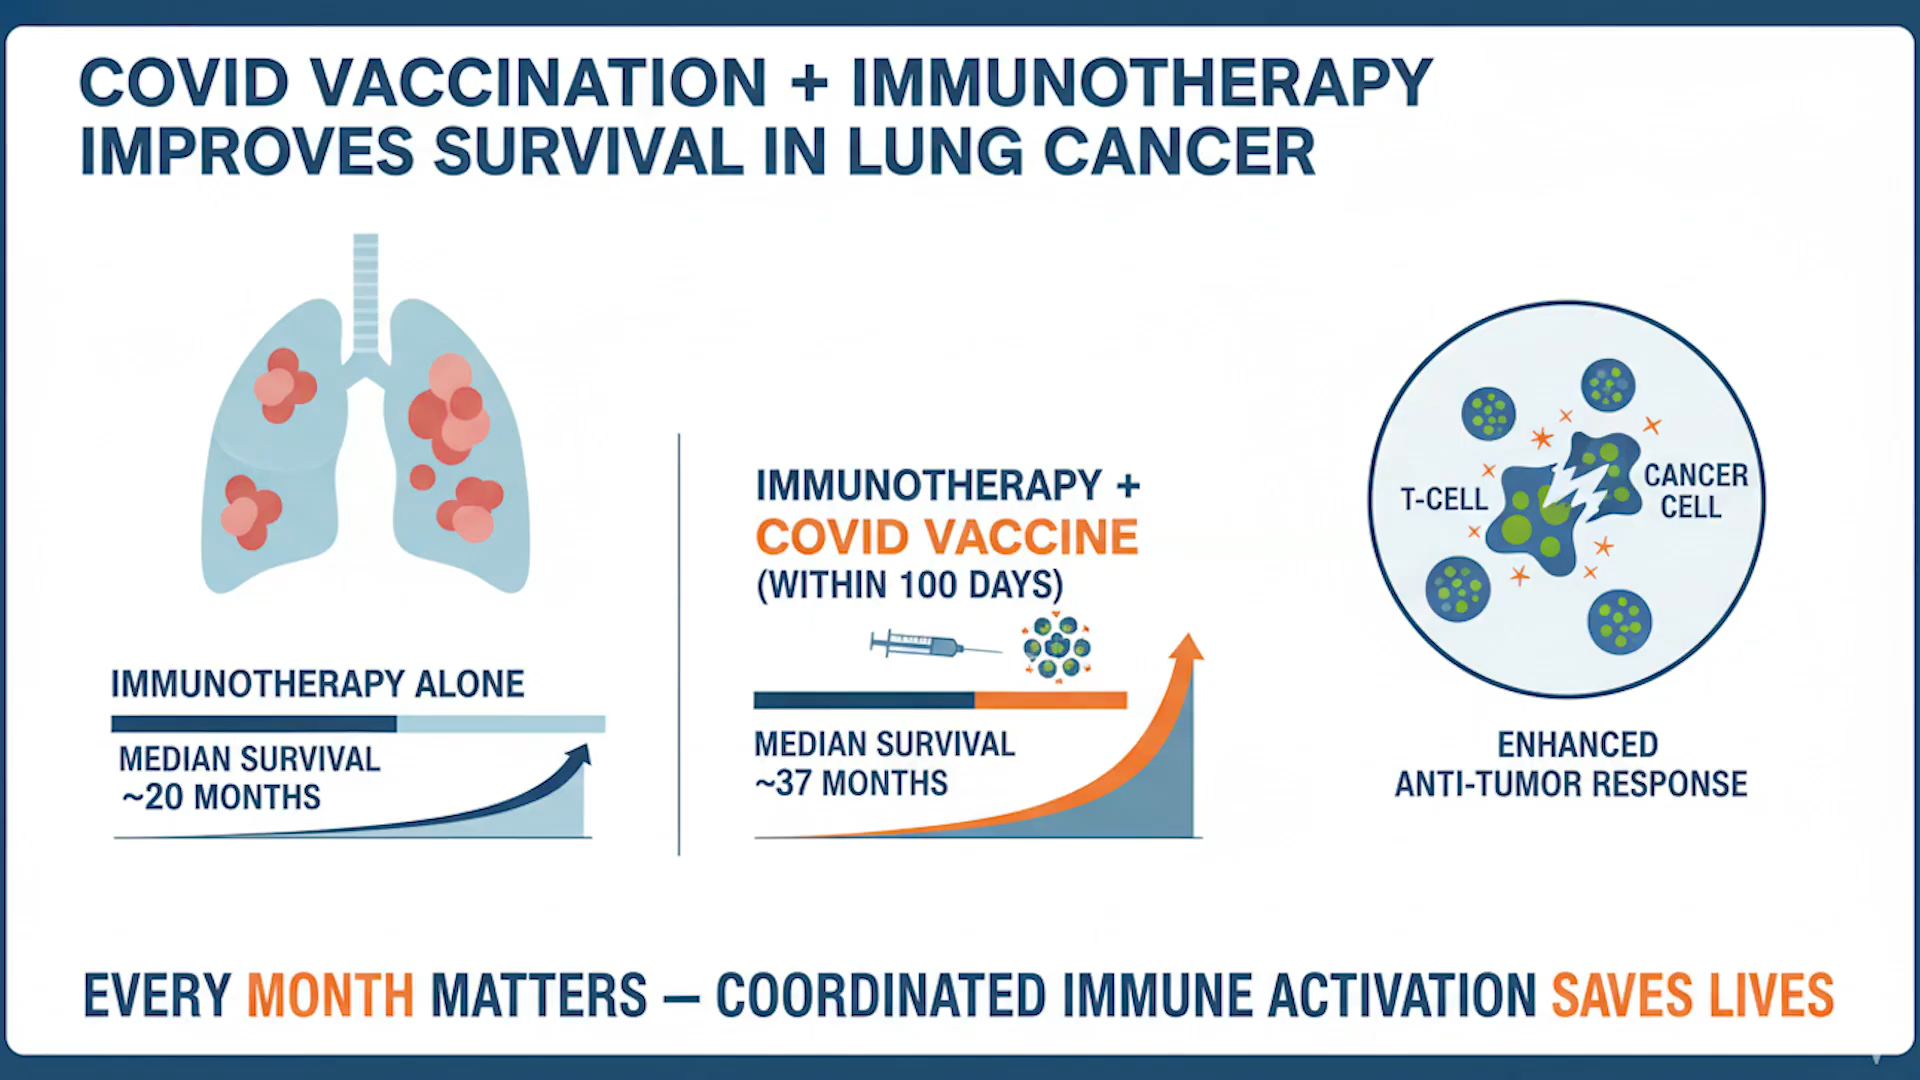 COVID VACCINATION + IMMUNOTHERAPY
IMPROVES SURVIVAL IN LUNG CANCER
IMMUNOTHERAPY ALONE
MEDIAN SURVIVAL
~20 MONTHS
IMMUNOTHERAPY +
COVID VACCINE
(WITHIN 100 DAYS)
MEDIAN SURVIVAL
~37 MONTHS
T-CELL
CANCER
CELL
ENHANCED
ANTI-TUMOR RESPONSE
EVERY MONTH MATTERS — COORDINATED IMMUNE ACTIVATION SAVES LIVES